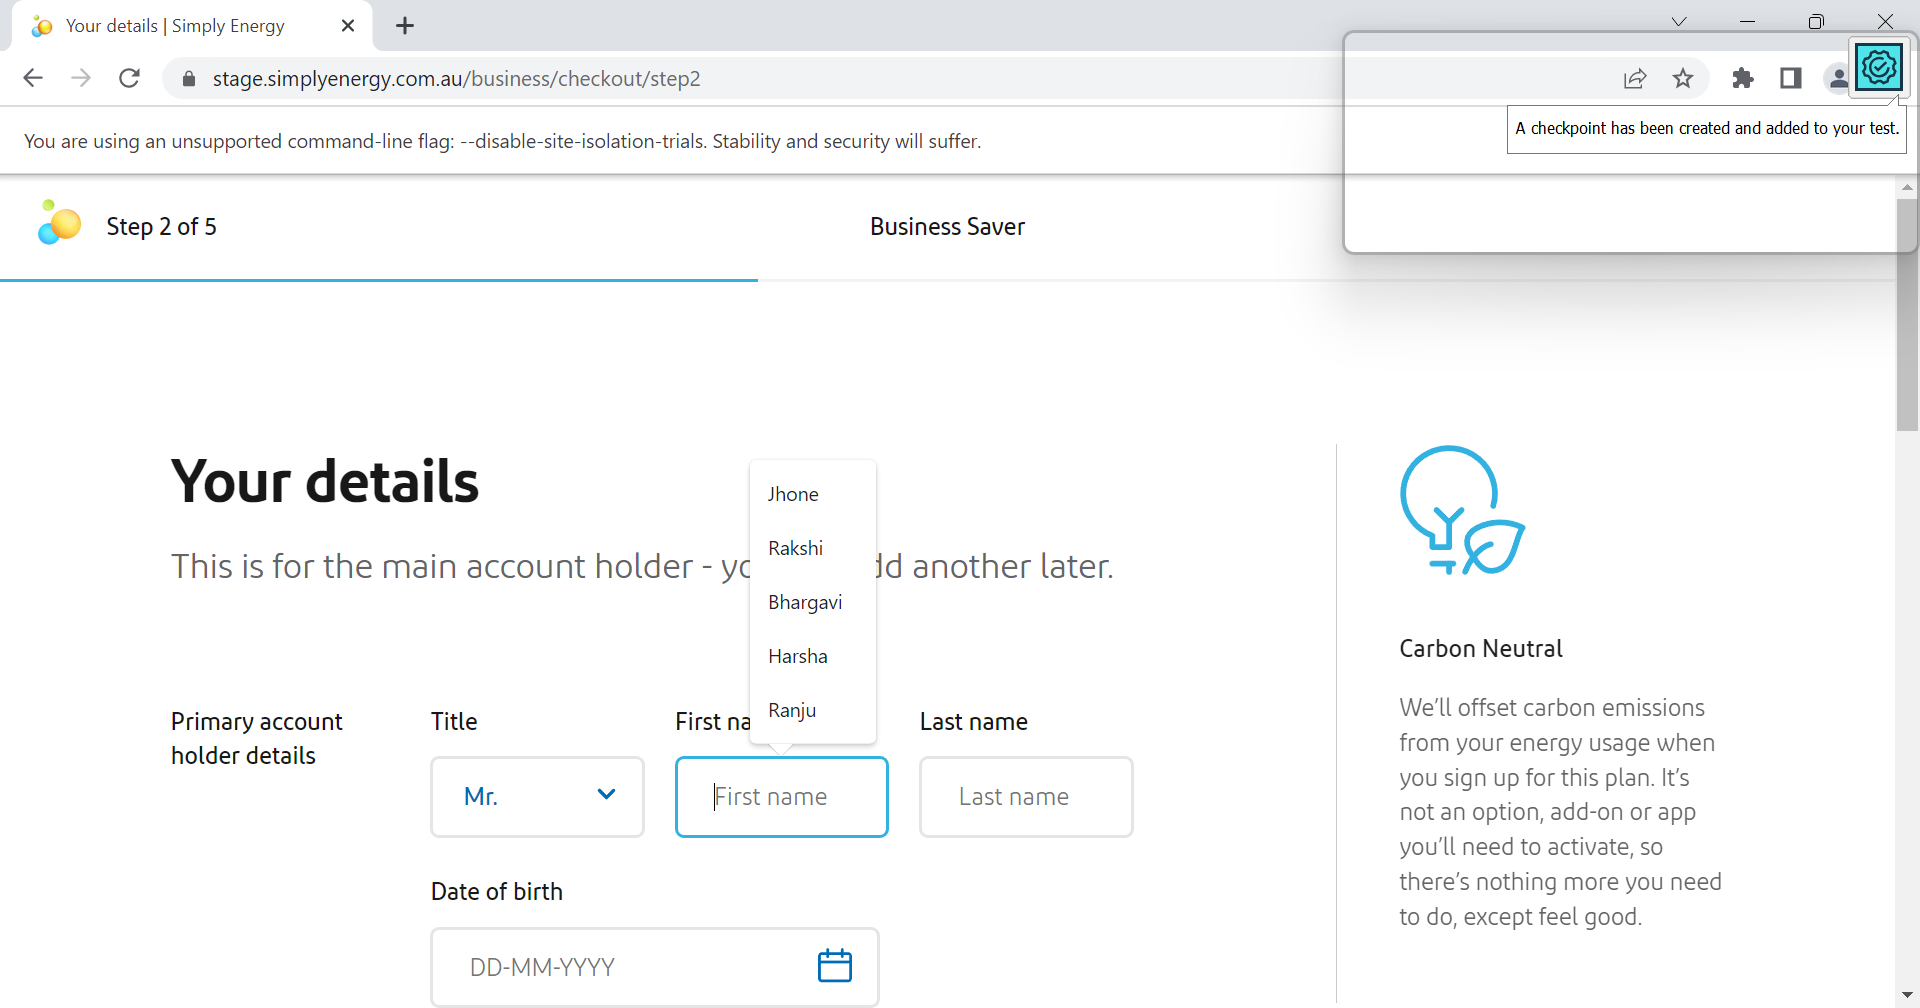 Your details | Simply Energy
stage.simplyenergy.com.au/business/checkout/step2
A checkpoint has been created and added to your test.
You are using an unsupported command-line flag: --disable-site-isolation-trials. Stability and security will suffer.
Step 2 of 5
Business Saver
Your details
This is for the main account holder - yo
dd another later.
Jhone
Rakshi
Bhargavi
Harsha
Ranju
Primary account
holder details
Title
First na
Last name
Mr.
First name
Last name
Date of birth
DD-MM-YYYY
Carbon Neutral
We'll offset carbon emissions
from your energy usage when
you sign up for this plan. It's
not an option, add-on or app
you'll need to activate, so
there's nothing more you need
to do, except feel good.